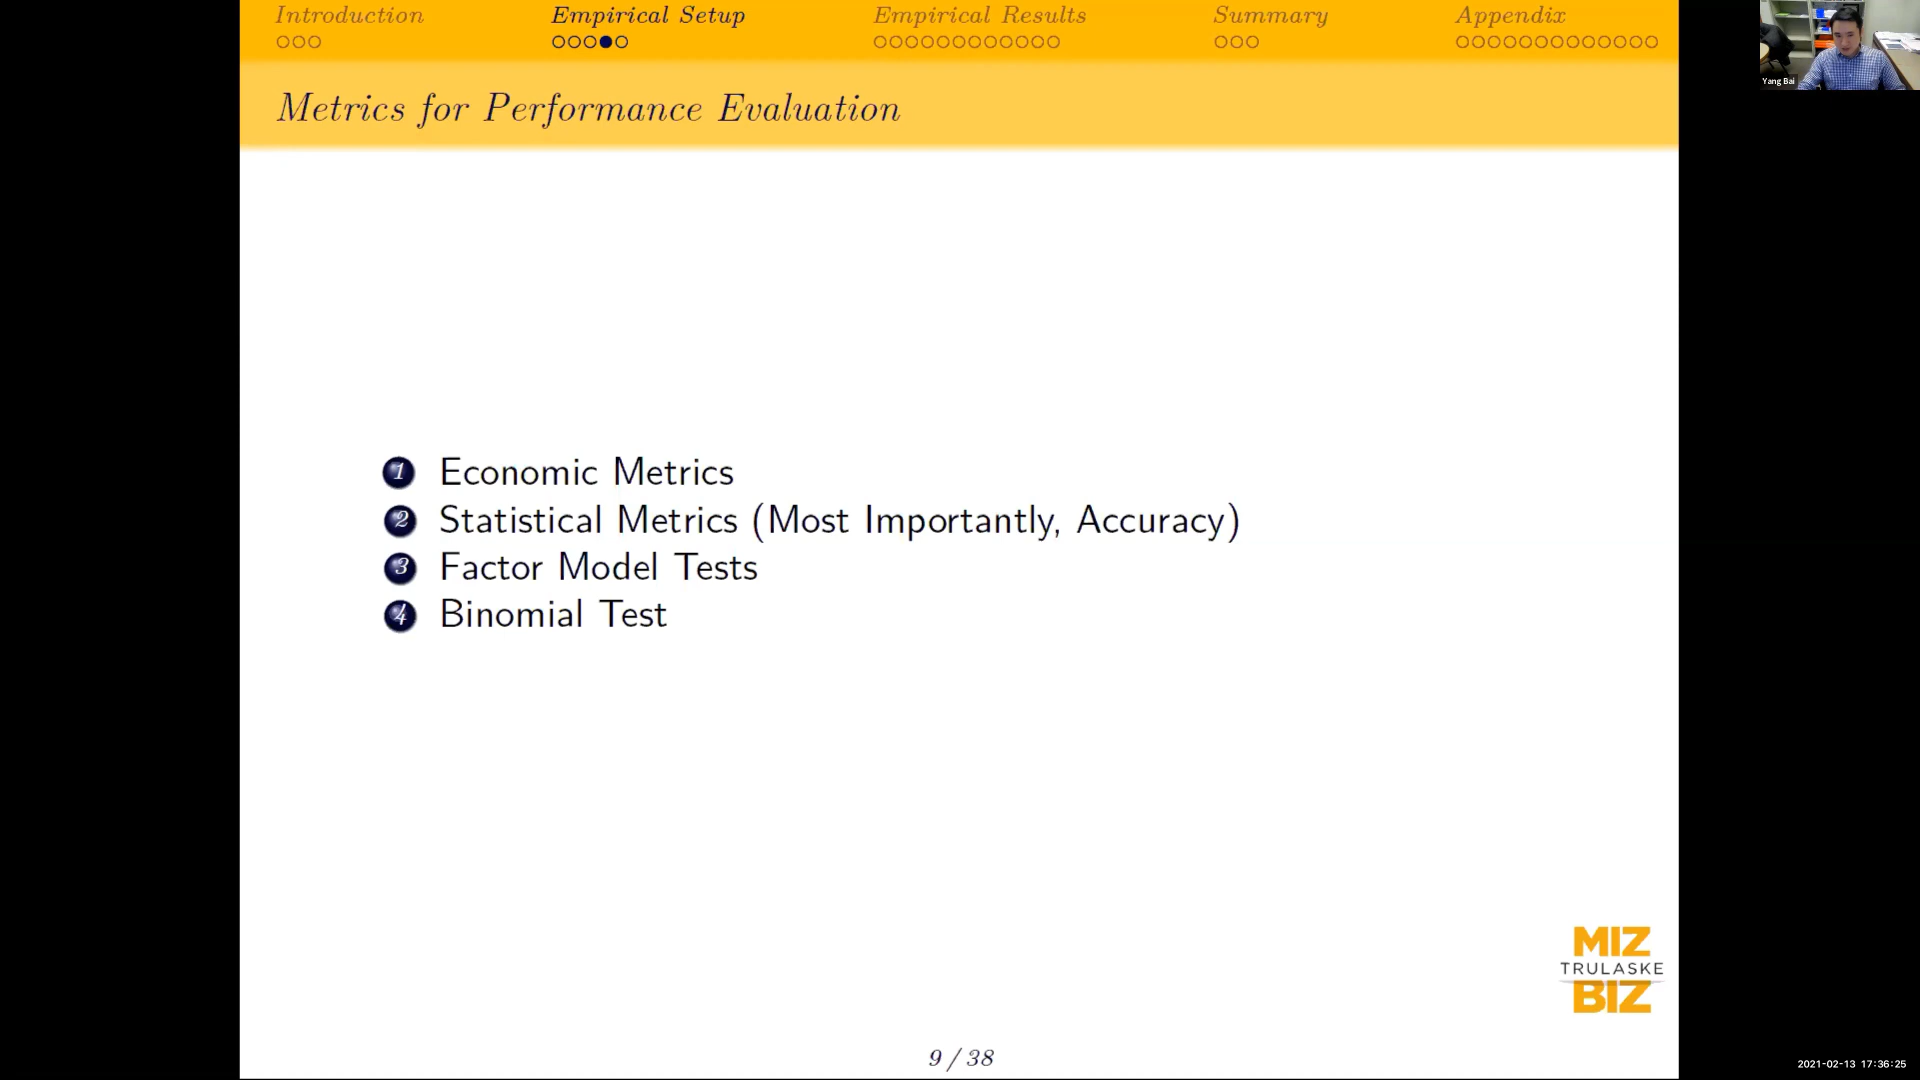 Introduction
Empirical Setup
Empirical Results
Summary
Appendix
Metrics for Performance Evaluation
1 Economic Metrics
2 Statistical Metrics (Most Importantly, Accuracy)
3 Factor Model Tests
4 Binomial Test
MIZ
TRULASKE
BIZ
9 / 38
Yang Bai
2021-02-13 17:36:25